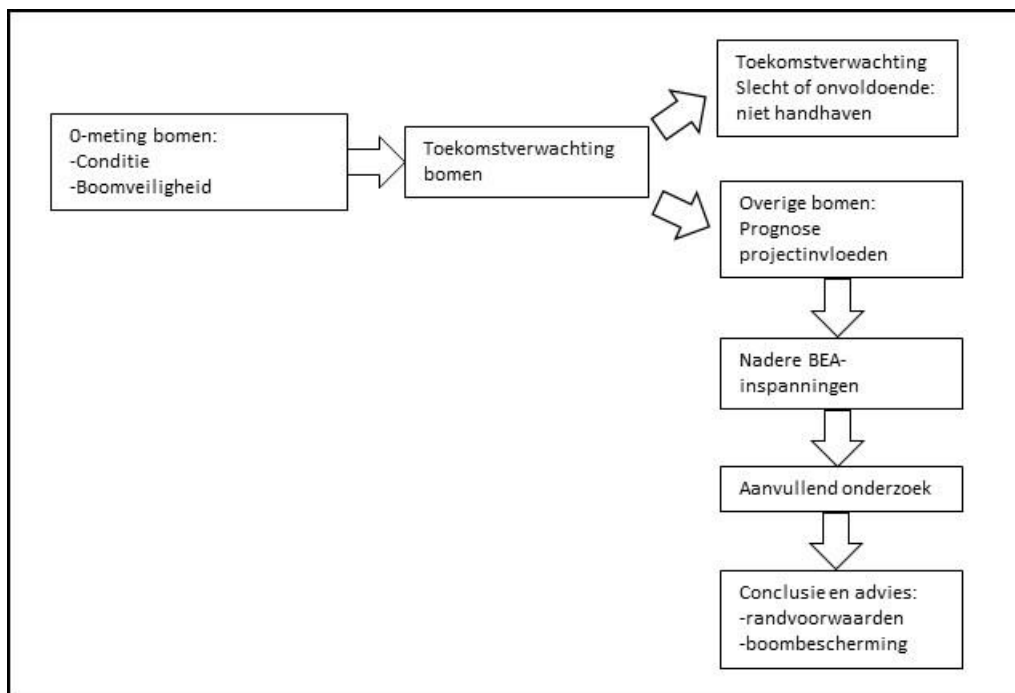 0-meting bomen:
-Conditie
-Boomveiligheid
Toekomstverwachting
bomen
Toekomstverwachting
Slecht of onvoldoende:
niet handhaven
Overige bomen:
Prognose
projectinvloeden
Nadere BEA-
inspanningen
Aanvullend onderzoek
Conclusie en advies:
-randvoorwaarden
-boombescherming